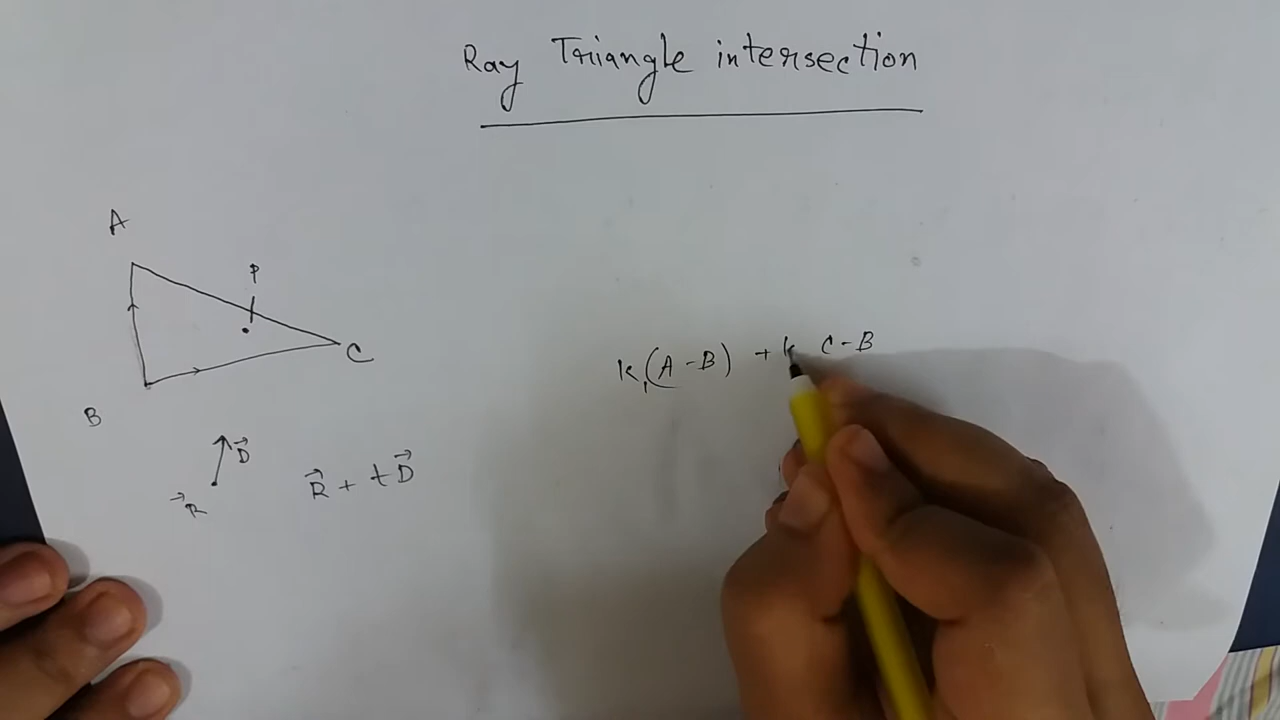 Ray Triangle intersection
A
P
C
k₁(A-B) + k C-B
B
D⃗
R⃗
R⃗ + tD⃗